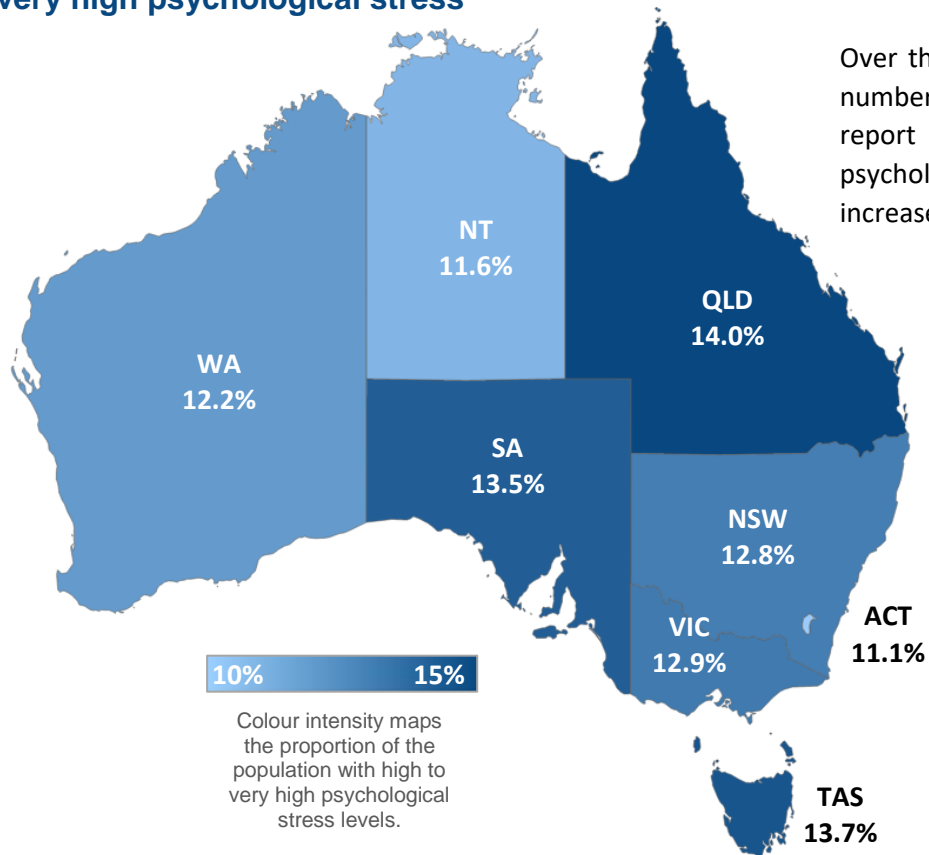 very high psychological stress
Over th
number
report
psychol
increase
NT
11.6%
QLD
14.0%
WA
12.2%
SA
13.5%
NSW
12.8%
ACT
11.1%
VIC
12.9%
10% 15%
Colour intensity maps
the proportion of the
population with high to
very high psychological
stress levels.
TAS
13.7%